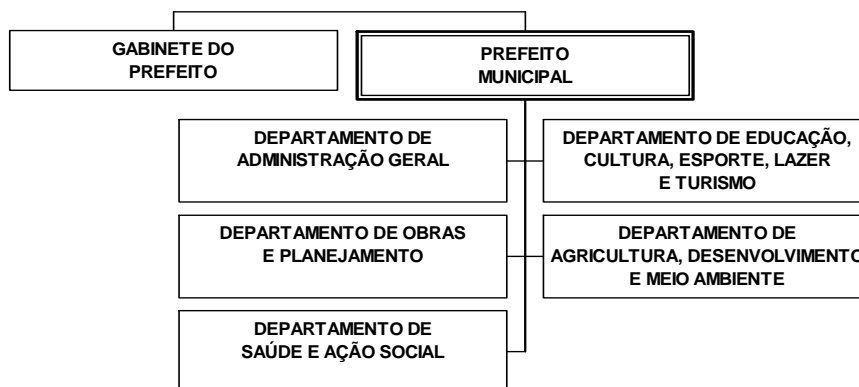 GABINETE DO
PREFEITO
PREFEITO
MUNICIPAL
DEPARTAMENTO DE
ADMINISTRAÇÃO GERAL
DEPARTAMENTO DE EDUCAÇÃO,
CULTURA, ESPORTE, LAZER
E TURISMO
DEPARTAMENTO DE OBRAS
E PLANEJAMENTO
DEPARTAMENTO DE
AGRICULTURA, DESENVOLVIMENTO
E MEIO AMBIENTE
DEPARTAMENTO DE
SAÚDE E AÇÃO SOCIAL